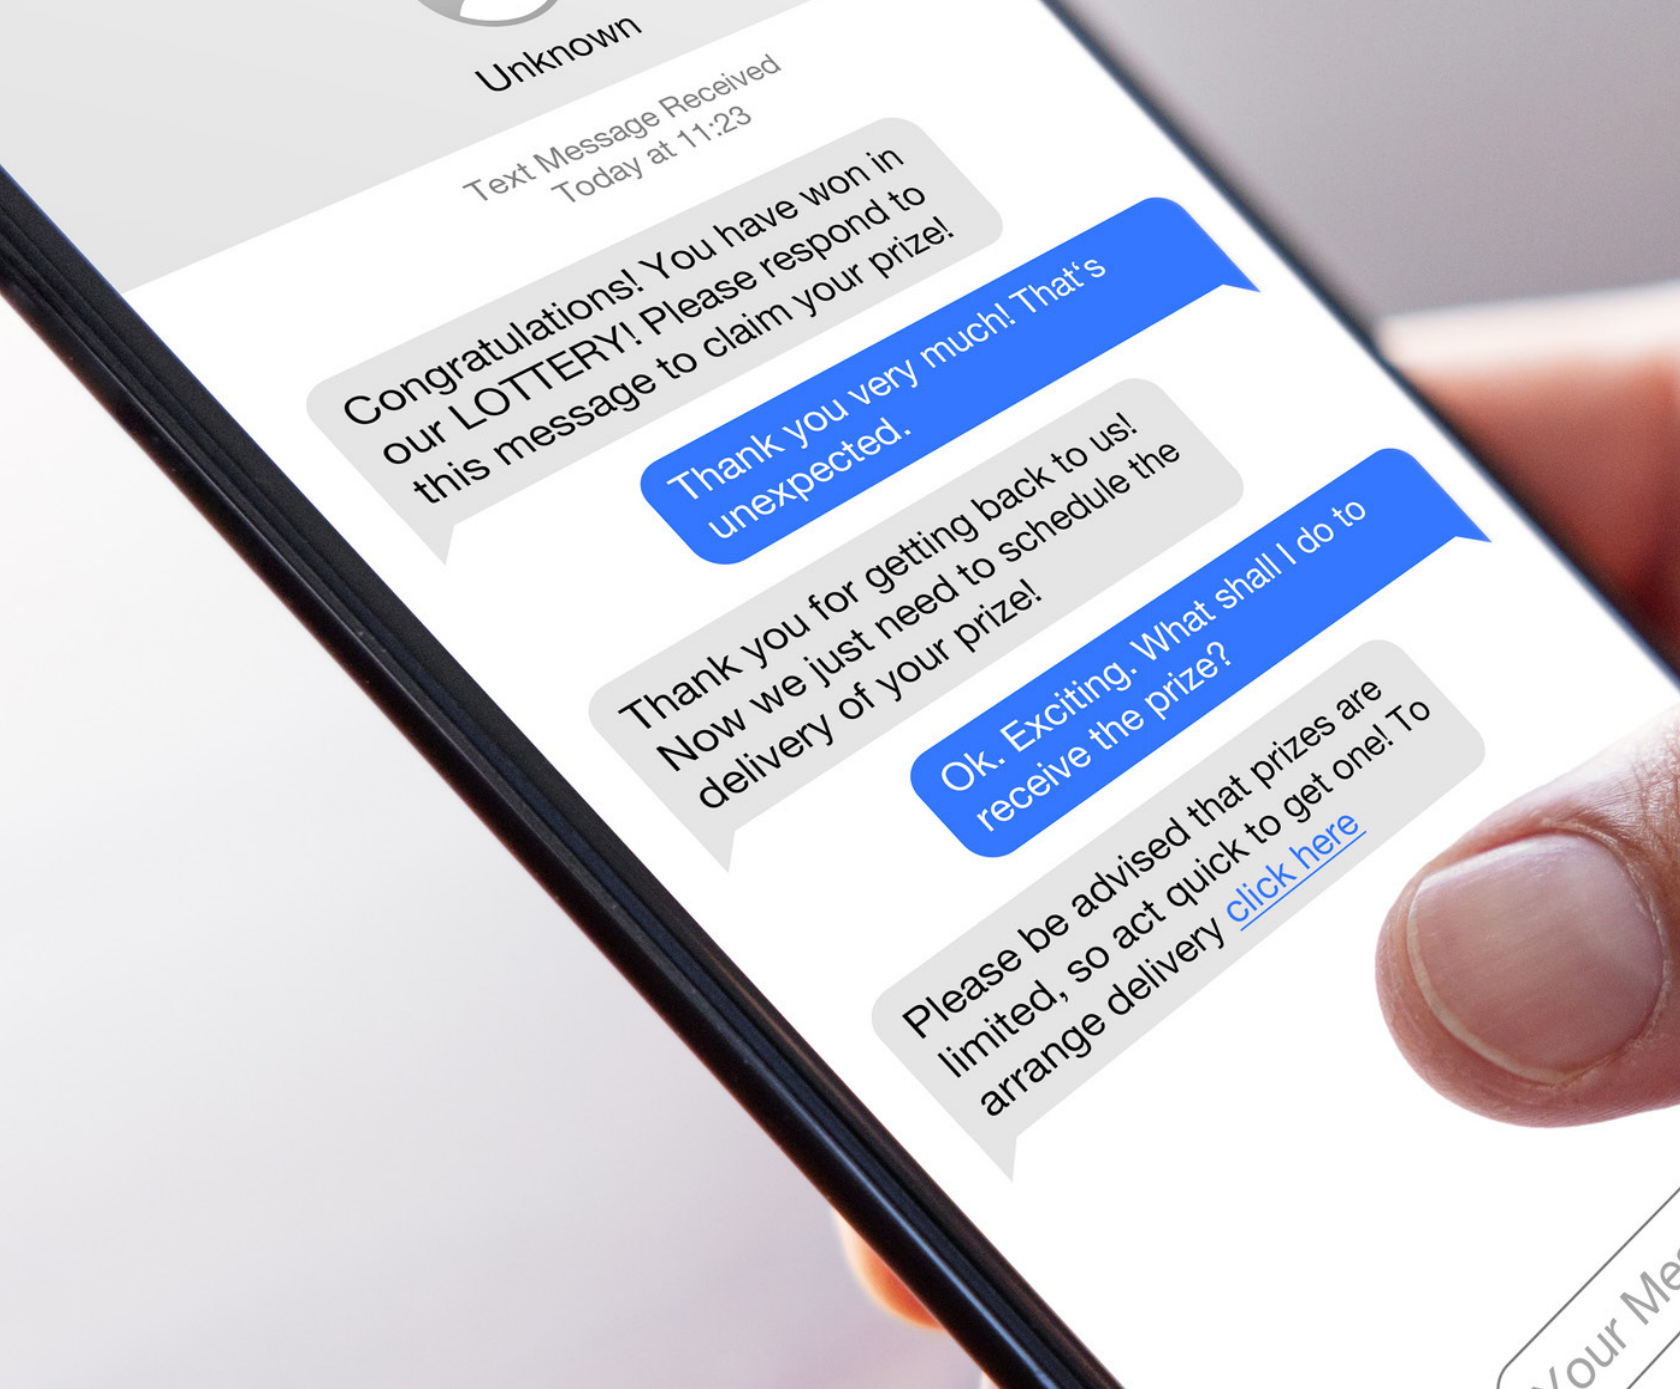 Unknown
Text Message Received
Today at 11:23
Congratulations! You have won in
our LOTTERY! Please respond to
this message to claim your prize!
Thank you very much! That‘s
unexpected.
Thank you for getting back to us!
Now we just need to schedule the
delivery of your prize!
Ok. Exciting. What shall I do to
receive the prize?
Please be advised that prizes are
limited, so act quick to get one! To
arrange delivery click here
Your